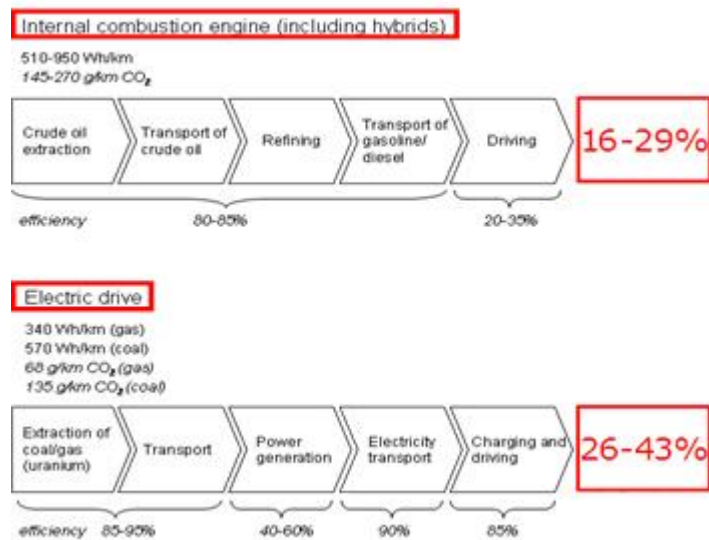 Internal combustion engine (including hybrids)
510-950 Wh/km
145-270 g/km CO₂
Crude oil
extraction
Transport of
crude oil
Refining
Transport of
gasoline/
diesel
Driving
16-29%
efficiency
80-85%
20-35%
Electric drive
340 Wh/km (gas)
570 Wh/km (coal)
68 g/km CO₂ (gas)
135 g/km CO₂ (coal)
Extraction of
coal/gas
(uranium)
Transport
Power
generation
Electricity
transport
Charging and
driving
26-43%
efficiency 85-95%
40-60%
90%
85%